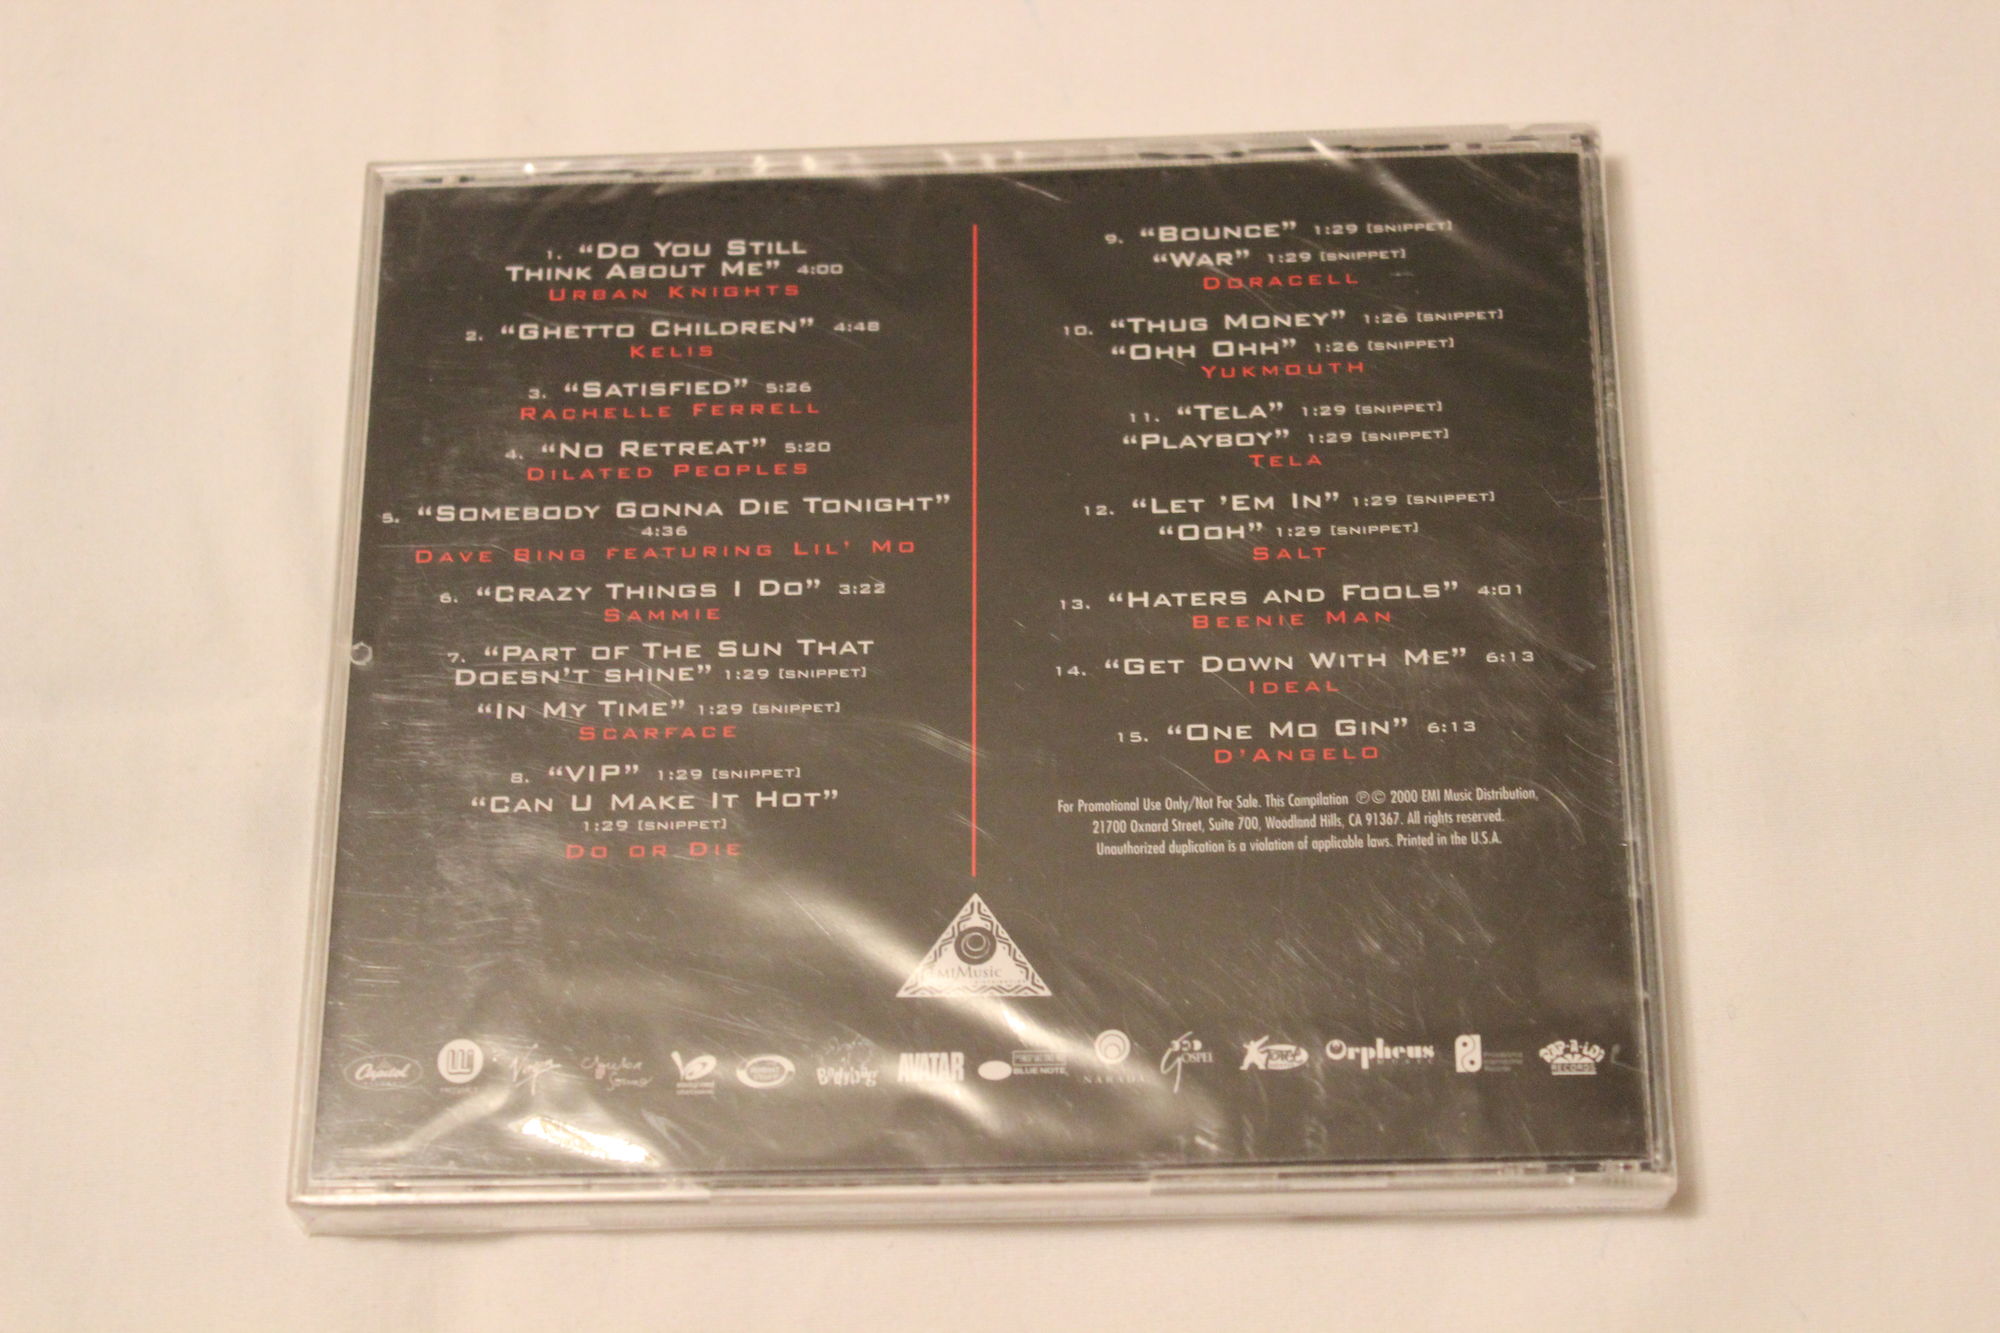 1. “Do You Still
Think About Me” 4:00
Urban Knights
2. “Ghetto Children” 4:48
Kelis
3. “Satisfied” 5:26
Rachelle Ferrell
4. “No Retreat” 5:20
Dilated Peoples
5. “Somebody Gonna Die Tonight”
4:36
Dave Bing featuring Lil' Mo
6. “Crazy Things I Do” 3:22
Sammie
7. “Part of The Sun That
Doesn't shine” 1:29 [snippet]
“In My Time” 1:29 [snippet]
Scarface
8. “VIP” 1:29 [snippet]
“Can U Make It Hot”
1:29 [snippet]
Do or Die
9. “Bounce” 1:29 [snippet]
“War” 1:29 [snippet]
Doracell
10. “Thug Money” 1:26 [snippet]
“Ohh Ohh” 1:26 [snippet]
Yukmouth
11. “Tela” 1:29 [snippet]
“Playboy” 1:29 [snippet]
Tela
12. “Let 'Em In” 1:29 [snippet]
“Ooh” 1:29 [snippet]
Salt
13. “Haters and Fools” 4:01
Beenie Man
14. “Get Down With Me” 6:13
Ideal
15. “One Mo Gin” 6:13
D'Angelo
For Promotional Use Only/Not For Sale. This Compilation ℗© 2000 EMI Music Distribution,
21700 Oxnard Street, Suite 700, Woodland Hills, CA 91367. All rights reserved.
Unauthorized duplication is a violation of applicable laws. Printed in the U.S.A.
EMI Music
Capitol
Virgin
AVATAR
BLUE NOTE
NARADA
Gospel
Orpheus
RAP-A-LOT
RECORDS